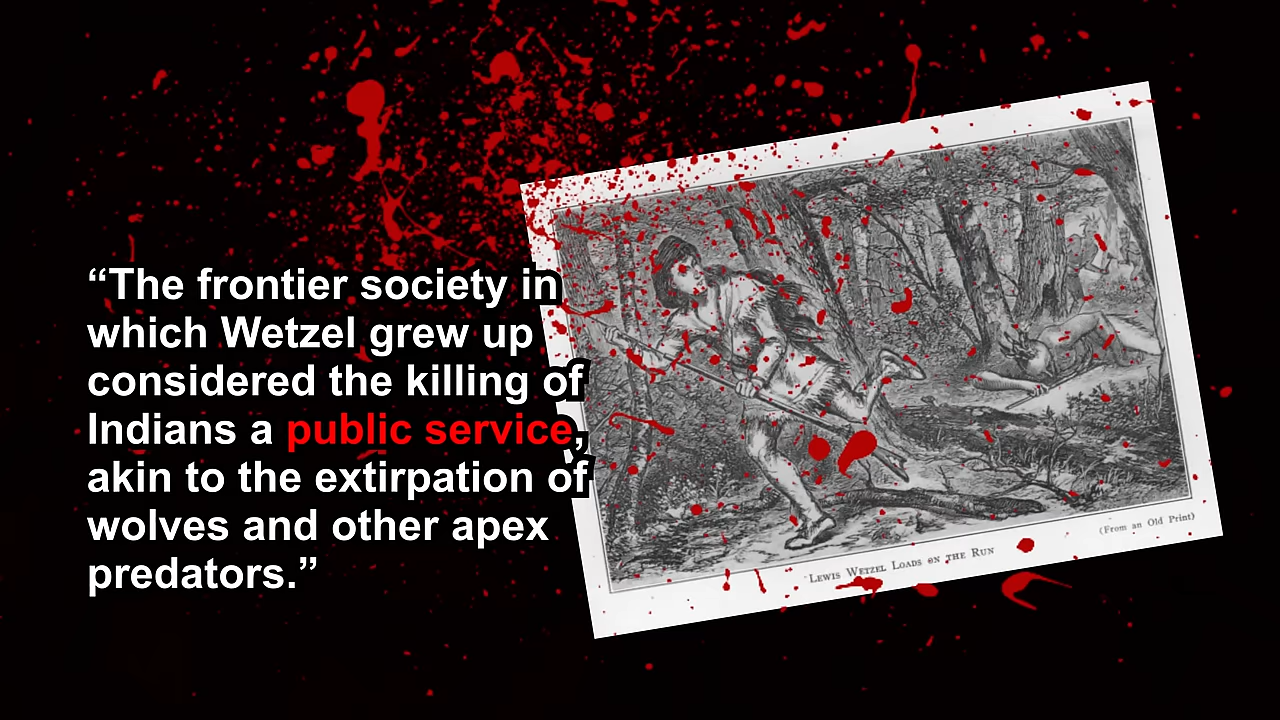 “The frontier society in
which Wetzel grew up
considered the killing of
Indians a public service,
akin to the extirpation of
wolves and other apex
predators.”
Lewis Wetzel Loads on the Run
(From an Old Print)